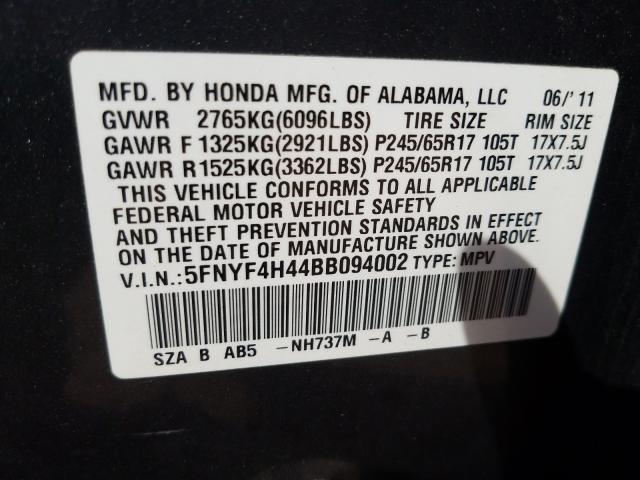 MFD. BY HONDA MFG. OF ALABAMA, LLC 06/'11
GVWR 2765KG(6096LBS) TIRE SIZE RIM SIZE
GAWR F 1325KG(2921LBS) P245/65R17 105T 17X7.5J
GAWR R 1525KG(3362LBS) P245/65R17 105T 17X7.5J
THIS VEHICLE CONFORMS TO ALL APPLICABLE
FEDERAL MOTOR VEHICLE SAFETY
AND THEFT PREVENTION STANDARDS IN EFFECT
ON THE DATE OF MANUFACTURE SHOWN ABOVE.
V.I.N.: 5FNYF4H44BB094002 TYPE: MPV
SZA B AB5 -NH737M -A -B